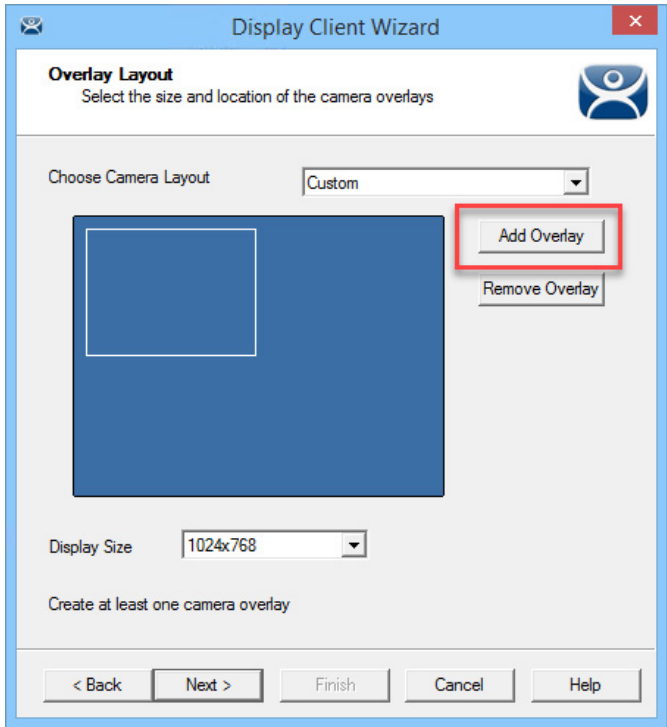 Display Client Wizard
Overlay Layout
Select the size and location of the camera overlays
Choose Camera Layout
Custom
Add Overlay
Remove Overlay
Display Size
1024x768
Create at least one camera overlay
< Back
Next >
Finish
Cancel
Help